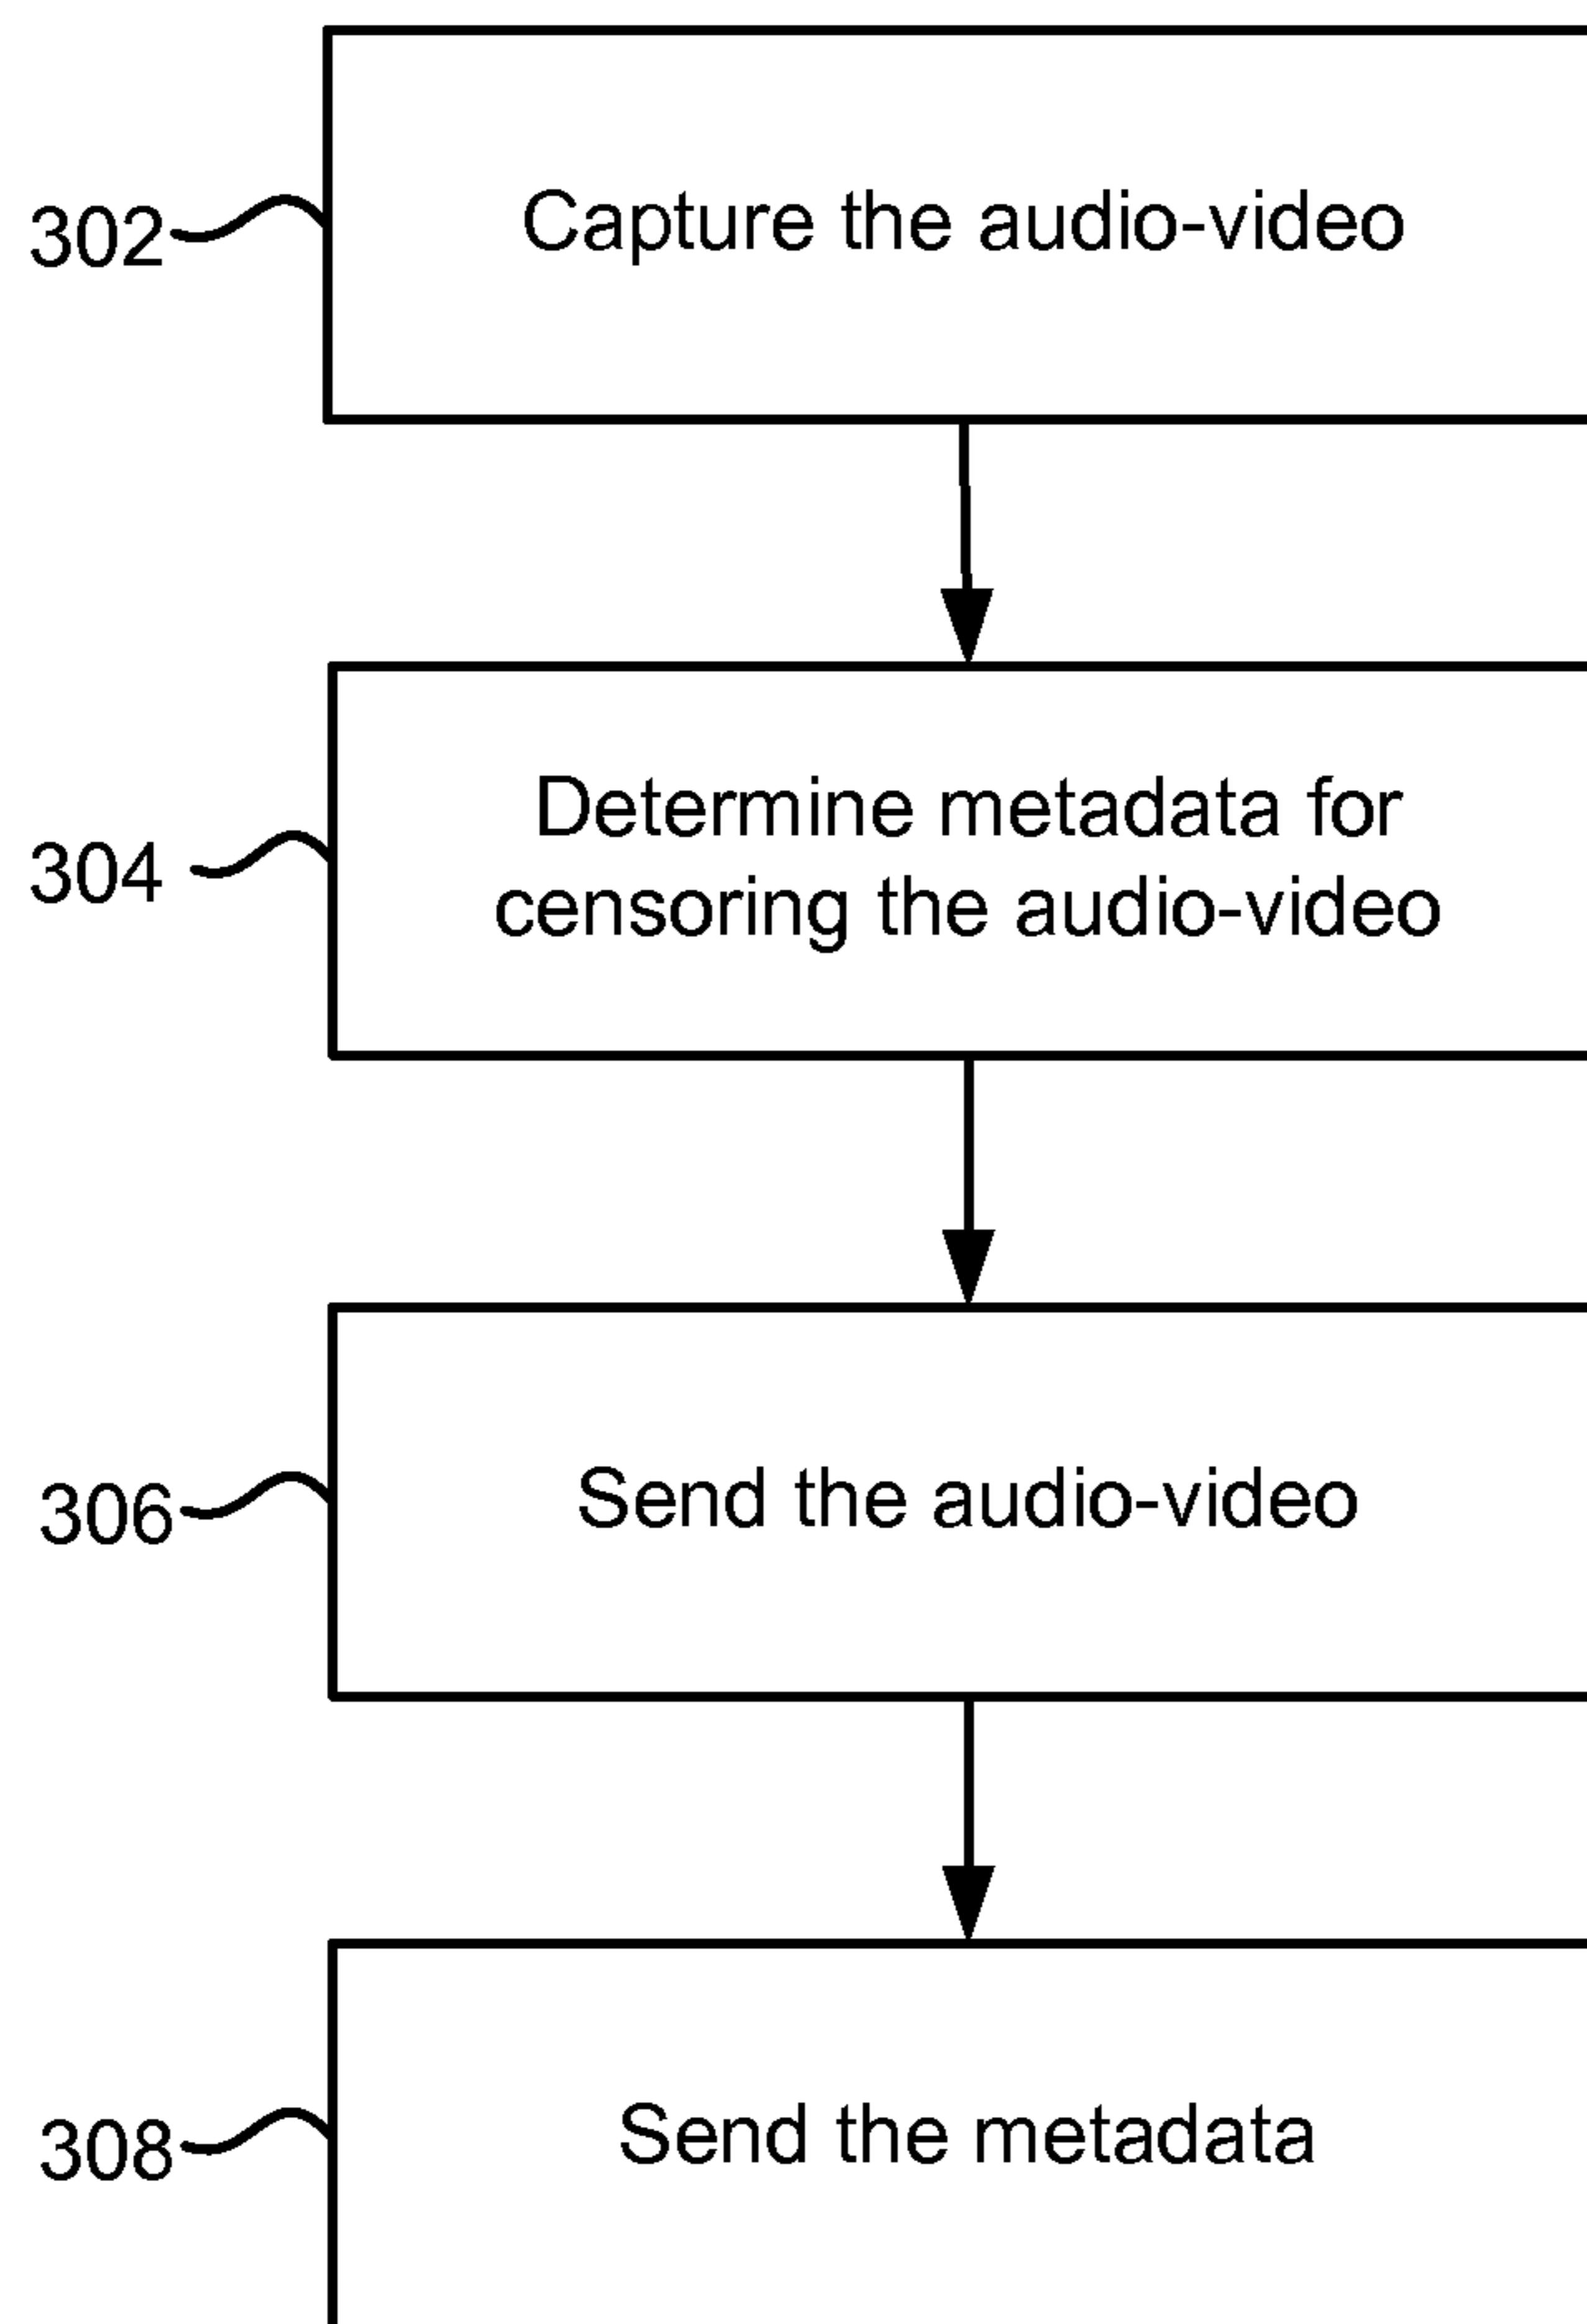 302
Capture the audio-video
304
Determine metadata for
censoring the audio-video
306
Send the audio-video
308
Send the metadata